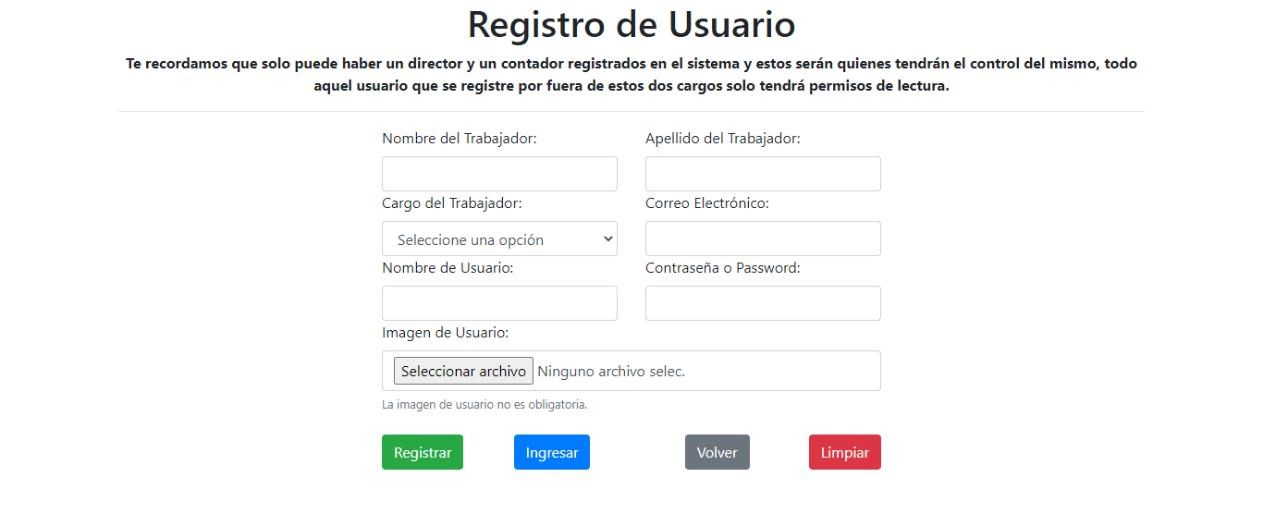 Registro de Usuario
Te recordamos que solo puede haber un director y un contador registrados en el sistema y estos serán quienes tendrán el control del mismo, todo
aquel usuario que se registre por fuera de estos dos cargos solo tendrá permisos de lectura.
Nombre del Trabajador:
Apellido del Trabajador:
Cargo del Trabajador:
Correo Electrónico:
Seleccione una opción
Nombre de Usuario:
Contraseña o Password:
Imagen de Usuario:
Seleccionar archivo Ninguno archivo selec.
La imagen de usuario no es obligatoria.
Registrar
Ingresar
Volver
Limpiar